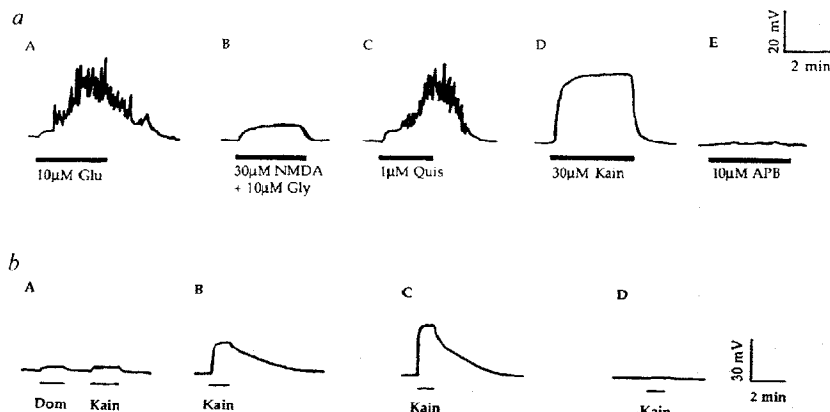 a
A
B
C
D
E
20 mV
2 min
10μM Glu
30μM NMDA
+ 10μM Gly
1μM Quis
30μM Kain
10μM APB
b
A
B
C
D
30 mV
2 min
Dom
Kain
Kain
Kain
Kain